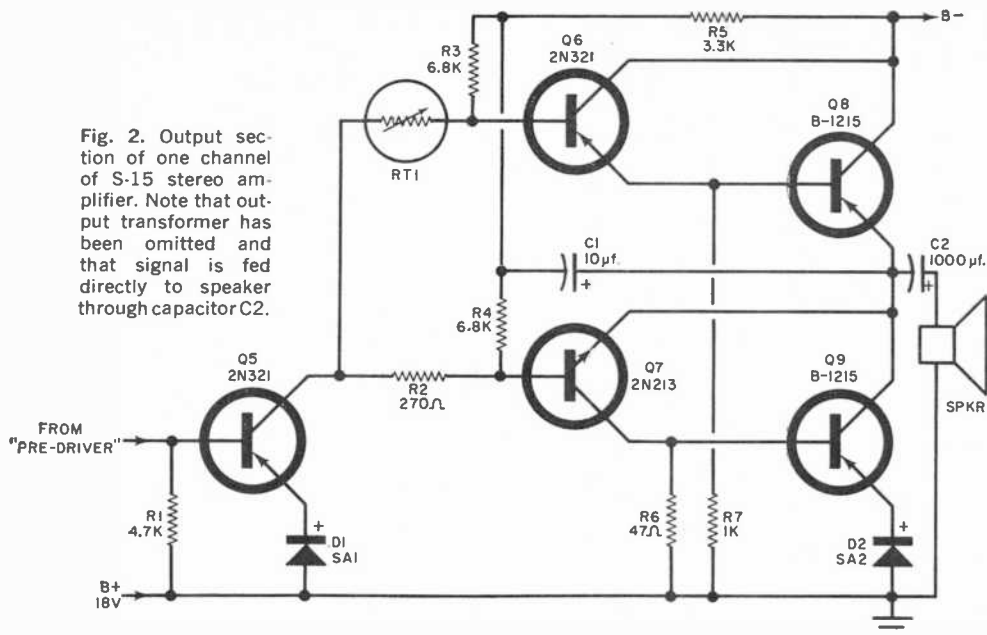 Fig. 2. Output sec-
tion of one channel
of S-15 stereo am-
plifier. Note that out-
put transformer has
been omitted and
that signal is fed
directly to speaker
through capacitor C2.
R3
6.8K
RT1
Q6
2N321
R5
3.3K
B-
Q8
B-1215
C1
10µf.
+
C2
1000µf.
+
R4
6.8K
Q5
2N321
R2
270Ω
Q7
2N213
Q9
B-1215
SPKR
FROM
"PRE-DRIVER"
R1
4.7K
+
D1
SA1
R6
47Ω
R7
1K
+
D2
SA2
B+
18V